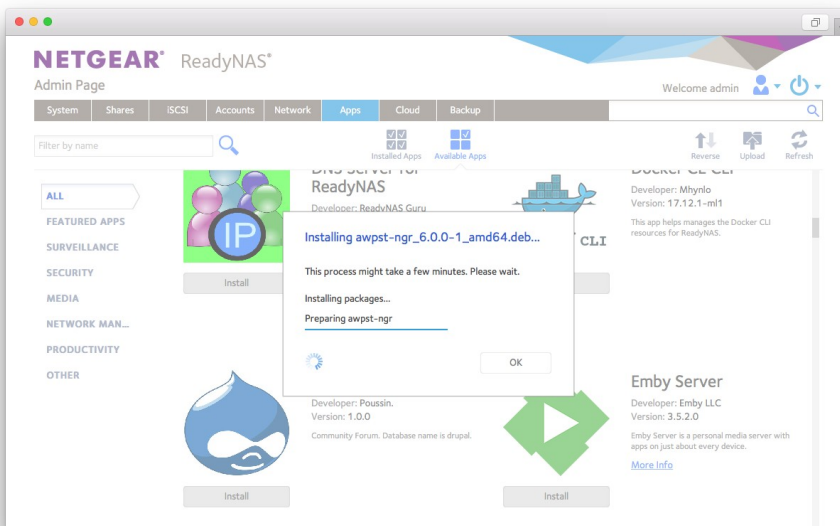 NETGEAR® ReadyNAS®
Admin Page
Welcome admin
System Shares iSCSI Accounts Network Apps Cloud Backup
Filter by name
Installed Apps Available Apps
Reverse Upload Refresh
ALL
FEATURED APPS
SURVEILLANCE
SECURITY
MEDIA
NETWORK MAN...
PRODUCTIVITY
OTHER
IP
Install
DNS Server for
ReadyNAS
Developer: ReadyNAS Guru
CLI
Docker CE CLI
Developer: Mhynlo
Version: 17.12.1-ml1
This app helps manages the Docker CLI
resources for ReadyNAS.
Installing awpst-ngr_6.0.0-1_amd64.deb...
This process might take a few minutes. Please wait.
Installing packages...
Preparing awpst-ngr
OK
Developer: Poussin.
Version: 1.0.0
Community Forum. Database name is drupal.
Install
Emby Server
Developer: Emby LLC
Version: 3.5.2.0
Emby Server is a personal media server with
apps on just about every device.
More Info
Install